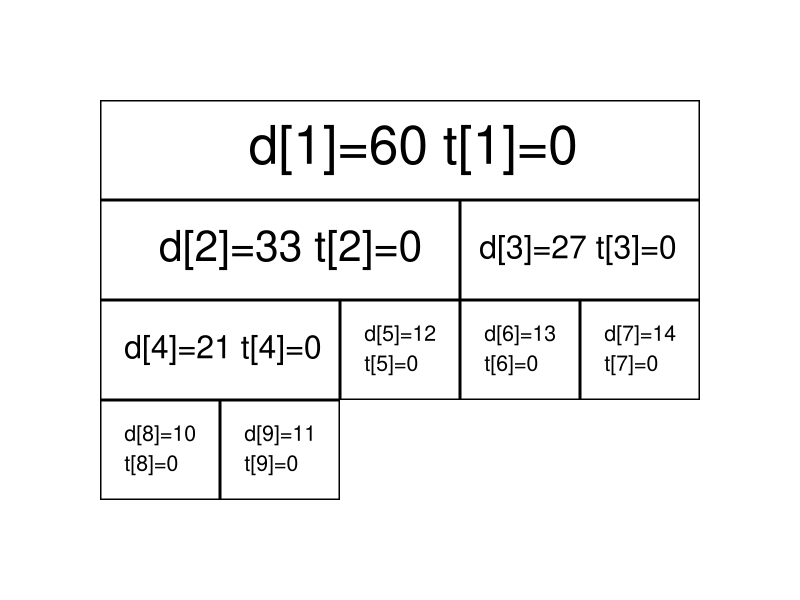 d[1]=60 t[1]=0
d[2]=33 t[2]=0
d[3]=27 t[3]=0
d[4]=21 t[4]=0
d[5]=12
t[5]=0
d[6]=13
t[6]=0
d[7]=14
t[7]=0
d[8]=10
t[8]=0
d[9]=11
t[9]=0